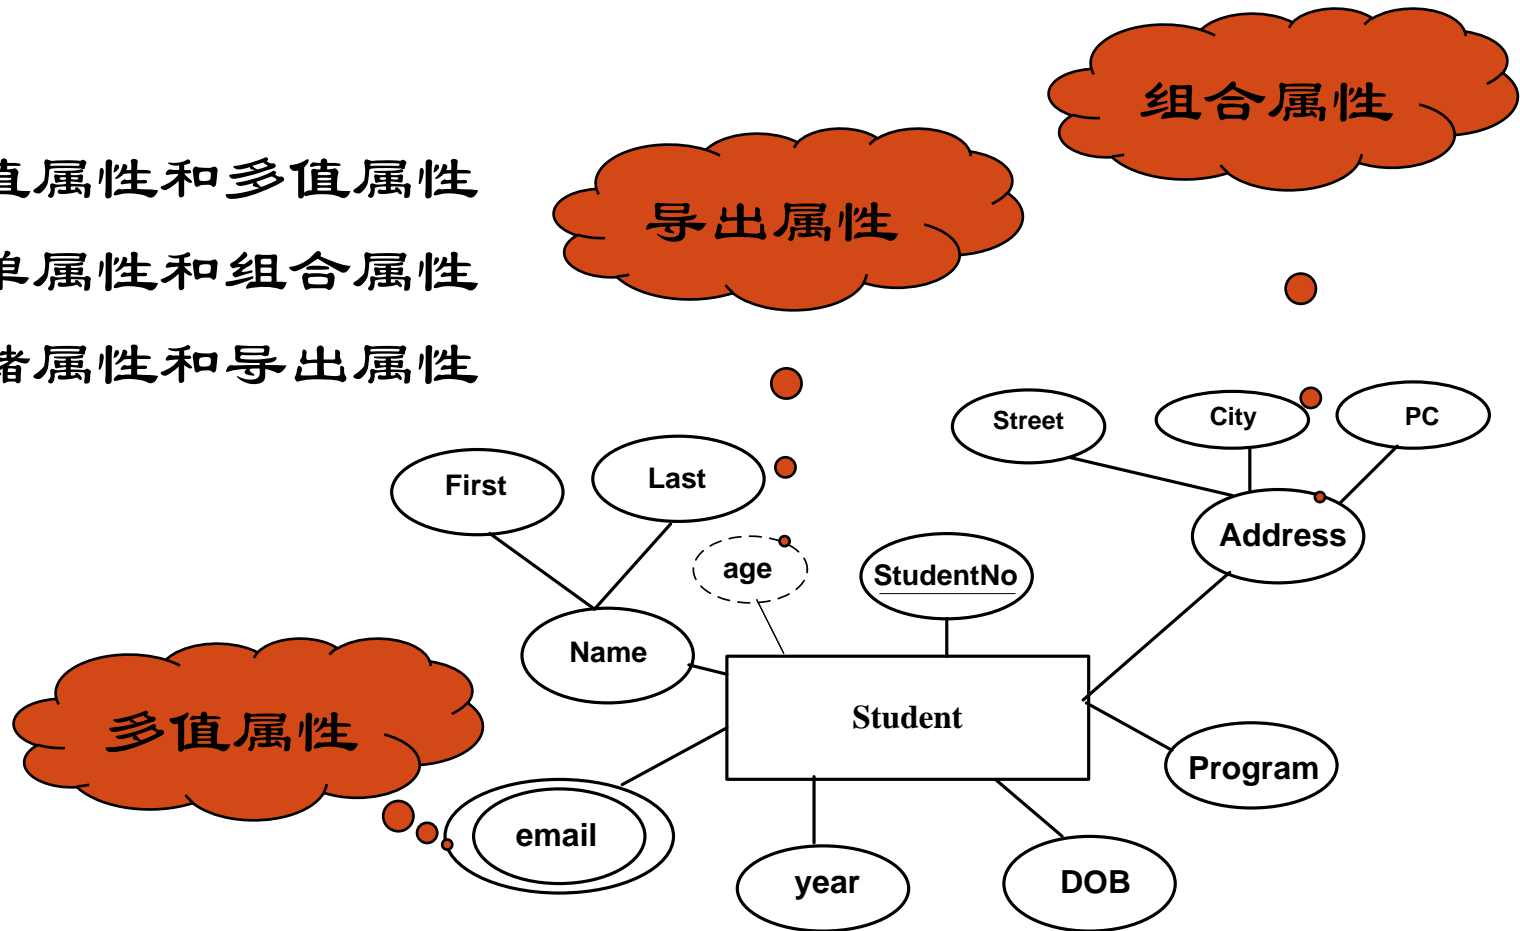 组合属性
值属性和多值属性
导出属性
单属性和组合属性
储属性和导出属性
Street
City
PC
First
Last
Address
age
StudentNo
Name
多值属性
Student
Program
email
year
DOB